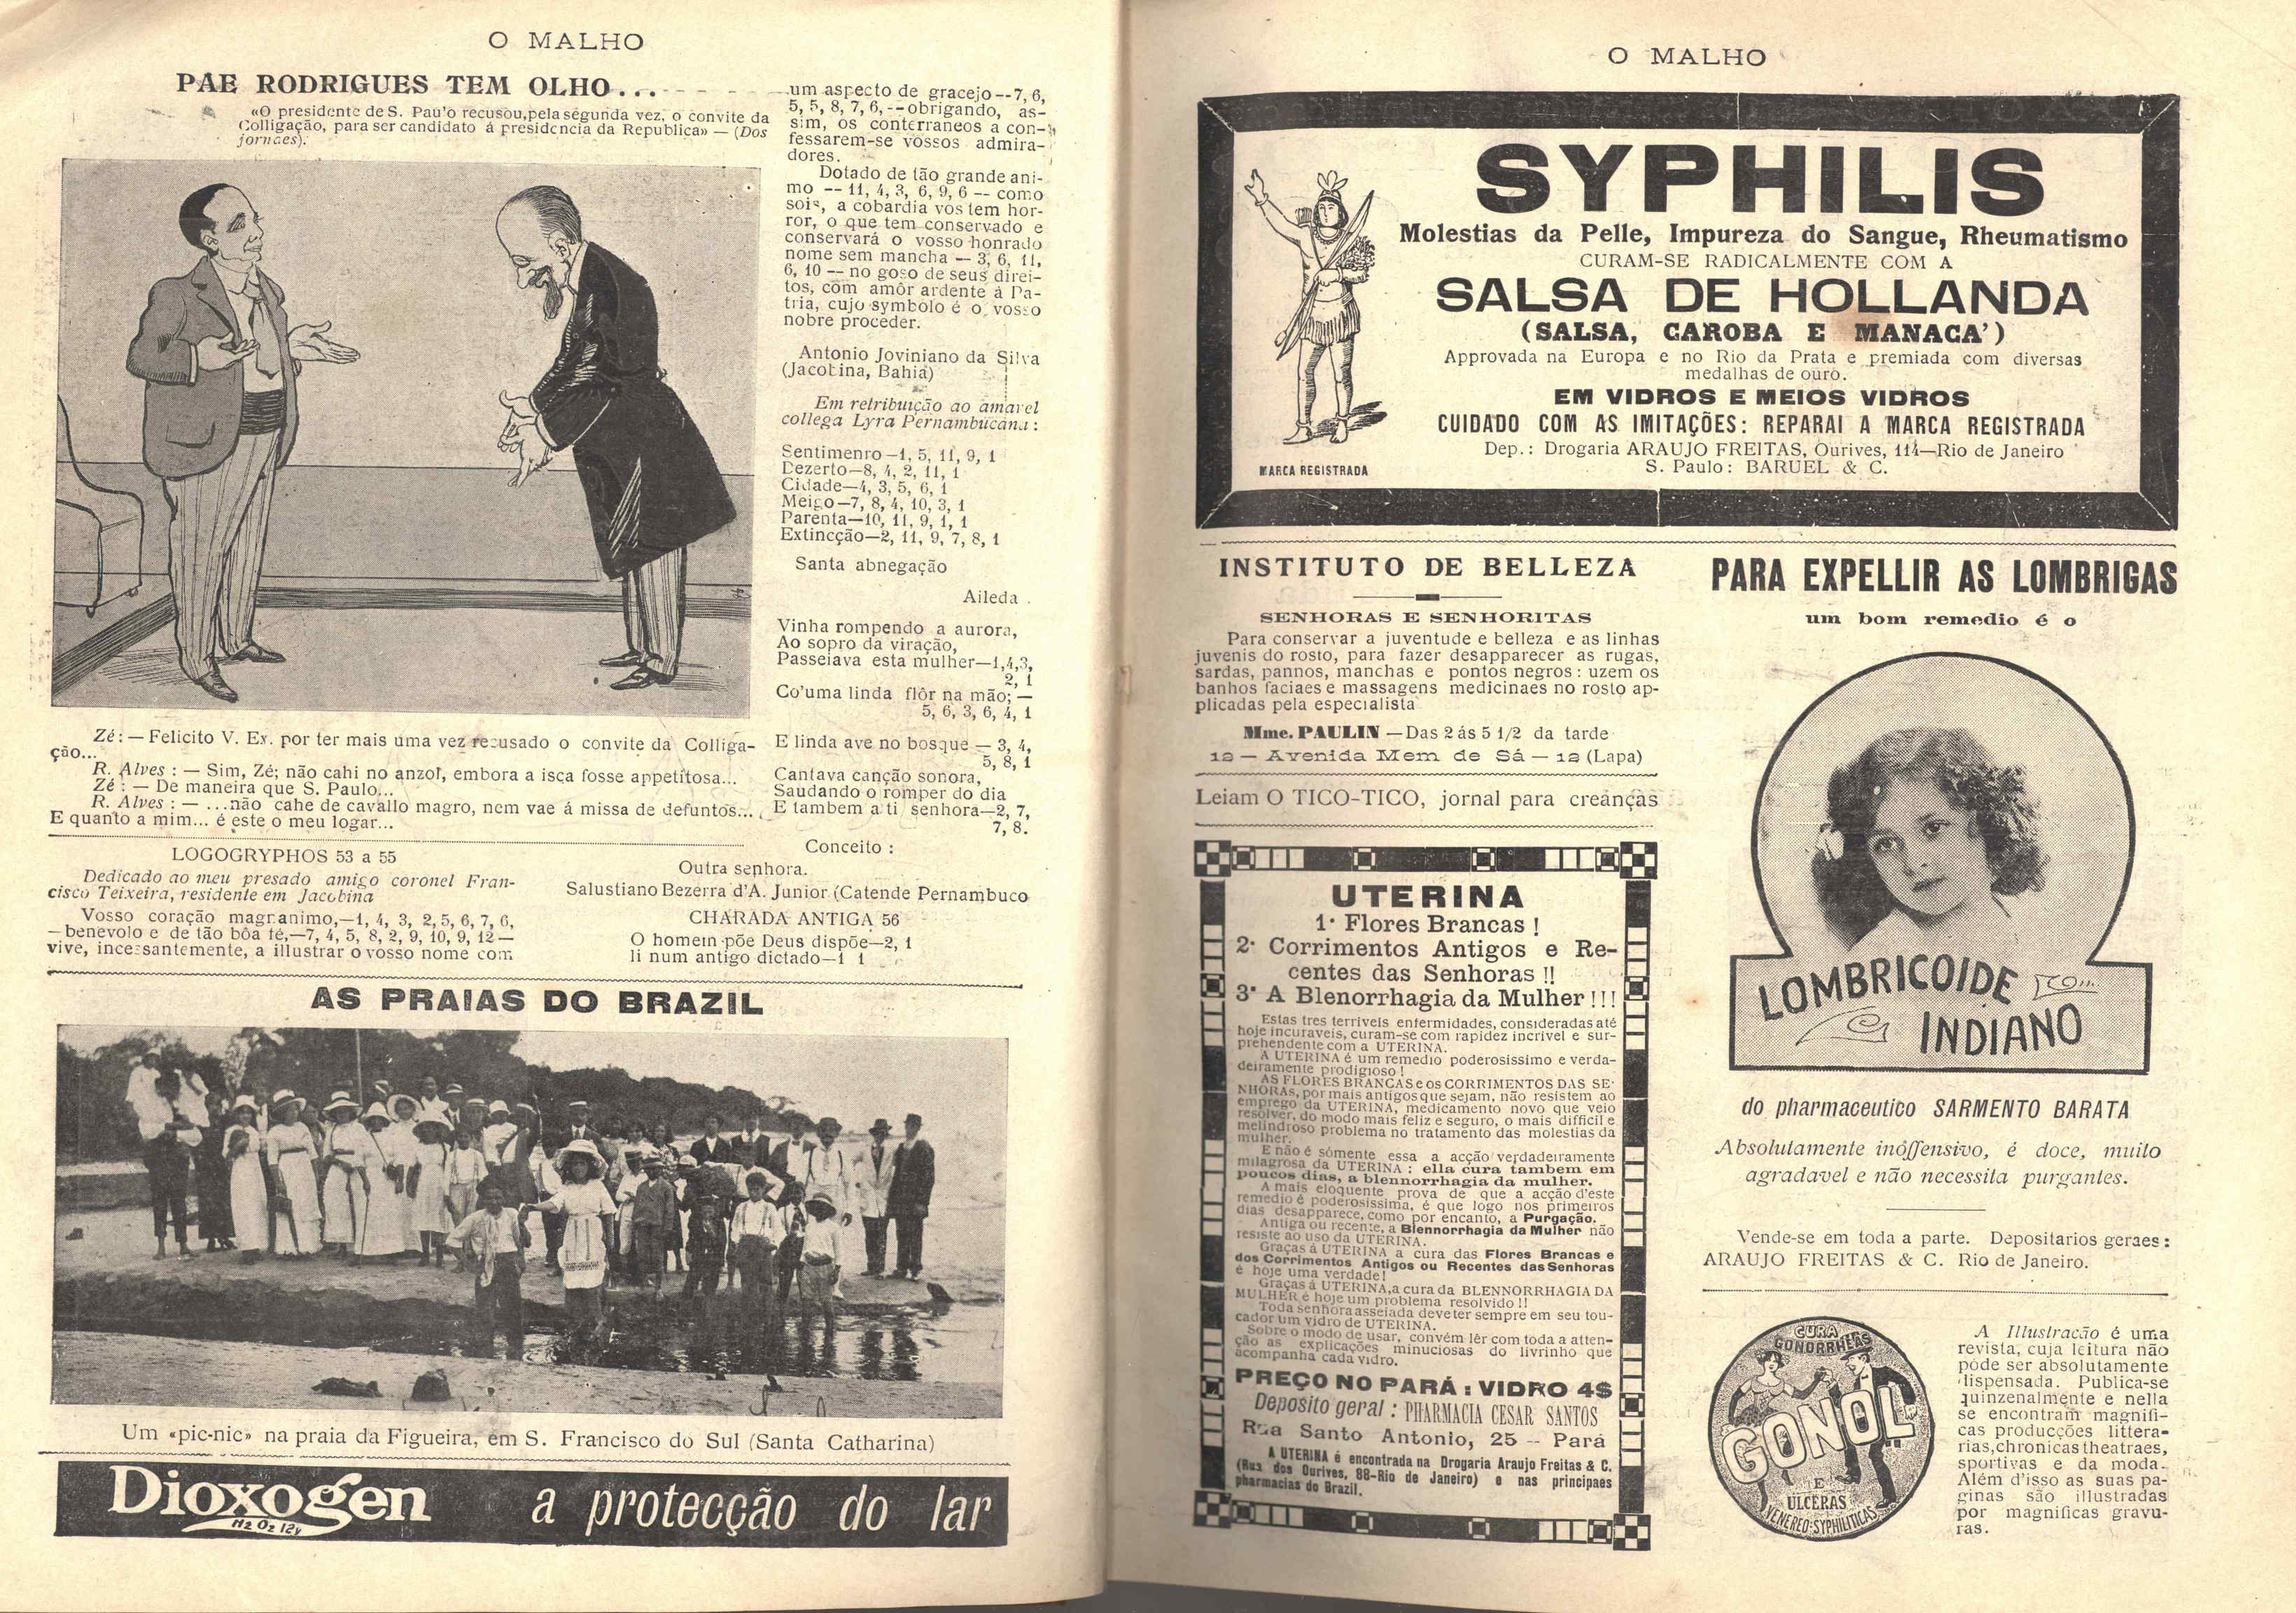 O MALHO
PAE RODRIGUES TEM OLHO...
«O presidente de S. Pau'o recusou, pela segunda vez, o convite da
Colligação, para ser candidato á presidencia da Republica» — (Dos
jornaes).
Zé: — Felicito V. Ex. por ter mais uma vez recusado o convite da Colliga-
ção...
R. Alves : — Sim, Zé; não cahi no anzol, embora a isca fosse appetitosa...
Zé : — De maneira que S. Paulo...
R. Alves : — ...não cahe de cavallo magro, nem vae á missa de defuntos...
E quanto a mim... é este o meu logar...
LOGOGRYPHOS 53 a 55
Dedicado ao meu presado amigo coronel Fran-
cisco Teixeira, residente em Jacobina
Vosso coração magnanimo,—1, 4, 3, 2, 5, 6, 7, 6,
— benevolo e de tão bôa fé,—7, 4, 5, 8, 2, 9, 10, 9, 12 —
vive, incessantemente, a illustrar o vosso nome com
um aspecto de gracejo--7, 6,
5, 5, 8, 7, 6, --obrigando, as-
sim, os conterraneos a con-
fessarem-se vossos admira-
dores.
Dotado de tão grande ani-
mo -- 11, 4, 3, 6, 9, 6 -- como
sois, a cobardia vos tem hor-
ror, o que tem conservado e
conservará o vosso honrado
nome sem mancha — 3, 6, 11,
6, 10 -- no goso de seus direi-
tos, com amôr ardente á Pa-
tria, cujo symbolo é o vosso
nobre proceder.
Antonio Joviniano da Silva
(Jacobina, Bahia)
Em retribuição ao amavel
collega Lyra Pernambucana :
Sentimenro—1, 5, 11, 9, 1
Dezerto—8, 4, 2, 11, 1
Cidade—4, 3, 5, 6, 1
Meigo—7, 8, 4, 10, 3, 1
Parenta—10, 11, 9, 1, 1
Extincção—2, 11, 9, 7, 8, 1
Santa abnegação
Aileda
Vinha rompendo a aurora,
Ao sopro da viração,
Passeiava esta mulher—1,4,3,
2, 1
Co'uma linda flôr na mão; —
5, 6, 3, 6, 4, 1
E linda ave no bosque — 3, 4,
5, 8, 1
Cantava canção sonora,
Saudando o romper do dia
E tambem a ti senhora—2, 7,
7, 8.
Conceito :
Outra senhora.
Salustiano Bezerra d'A. Junior (Catende Pernambuco
CHARADA ANTIGA 56
O homem põe Deus dispõe—2, 1
li num antigo dictado—1 1
AS PRAIAS DO BRAZIL
Um «pic-nic» na praia da Figueira, em S. Francisco do Sul (Santa Catharina)
Dioxogen a protecção do lar
H2 O2 12v
O MALHO
SYPHILIS
Molestias da Pelle, Impureza do Sangue, Rheumatismo
CURAM-SE RADICALMENTE COM A
SALSA DE HOLLANDA
(SALSA, CAROBA E MANACA')
Approvada na Europa e no Rio da Prata e premiada com diversas
medalhas de ouro.
EM VIDROS E MEIOS VIDROS
CUIDADO COM AS IMITAÇÕES: REPARAI A MARCA REGISTRADA
Dep.: Drogaria ARAUJO FREITAS, Ourives, 114—Rio de Janeiro
S. Paulo: BARUEL & C.
MARCA REGISTRADA
INSTITUTO DE BELLEZA
SENHORAS E SENHORITAS
Para conservar a juventude e belleza e as linhas
juvenis do rosto, para fazer desapparecer as rugas,
sardas, pannos, manchas e pontos negros : uzem os
banhos faciaes e massagens medicinaes no rosto ap-
plicadas pela especialista
Mme. PAULIN —Das 2 ás 5 1/2 da tarde
12 — Avenida Mem de Sá — 12 (Lapa)
Leiam O TICO-TICO, jornal para creanças
UTERINA
1ª Flores Brancas !
2ª Corrimentos Antigos e Re-
centes das Senhoras !!
3ª A Blenorrhagia da Mulher !!!
Estas tres terriveis enfermidades, consideradas até
hoje incuraveis, curam-se com rapidez incrivel e sur-
prehendente com a UTERINA.
A UTERINA é um remedio poderosissimo e verda-
deiramente prodigioso !
AS FLORES BRANCAS e os CORRIMENTOS DAS SE-
NHORAS, por mais antigos que sejam, não resistem ao
emprego da UTERINA, medicamento novo que veio
resolver, do modo mais feliz e seguro, o mais difficil e
melindroso problema no tratamento das molestias da
mulher.
E não é sómente essa a acção verdadeiramente
milagrosa da UTERINA : ella cura tambem em
poucos dias, a blennorrhagia da mulher.
A mais eloquente prova de que a acção d'este
remedio é poderosissima, é que logo nos primeiros
dias desapparece, como por encanto, a Purgação.
Antiga ou recente, a Blennorrhagia da Mulher não
resiste ao uso da UTERINA.
Graças á UTERINA a cura das Flores Brancas e
dos Corrimentos Antigos ou Recentes das Senhoras
é hoje uma verdade!
Graças á UTERINA, a cura da BLENNORRHAGIA DA
MULHER é hoje um problema resolvido !!
Toda senhora asseiada deve ter sempre em seu tou-
cador um vidro de UTERINA.
Sobre o modo de usar, convém lêr com toda a atten-
ção as explicações minuciosas do livrinho que
acompanha cada vidro.
PREÇO NO PARÁ : VIDRO 4$
Deposito geral : PHARMACIA CESAR SANTOS
Rua Santo Antonio, 25 -- Pará
A UTERINA é encontrada na Drogaria Araujo Freitas & C.
(Rua dos Ourives, 88-Rio de Janeiro) e nas principaes
pharmacias do Brazil.
PARA EXPELLIR AS LOMBRIGAS
um bom remedio é o
LOMBRICOIDE
INDIANO
do pharmaceutico SARMENTO BARATA
Absolutamente inóffensivo, é doce, muito
agradavel e não necessita purgantes.
Vende-se em toda a parte. Depositarios geraes :
ARAUJO FREITAS & C. Rio de Janeiro.
CURA
GONORRHEAS
GONOL
E
ULCERAS
VENEREO-SYPHILITICAS
A Illustração é uma
revista, cuja leitura não
póde ser absolutamente
dispensada. Publica-se
quinzenalmente e nella
se encontram magnifi-
cas producções littera-
rias, chronicas theatraes,
sportivas e da moda.
Além d'isso as suas pa-
ginas são illustradas
por magnificas gravu-
ras.